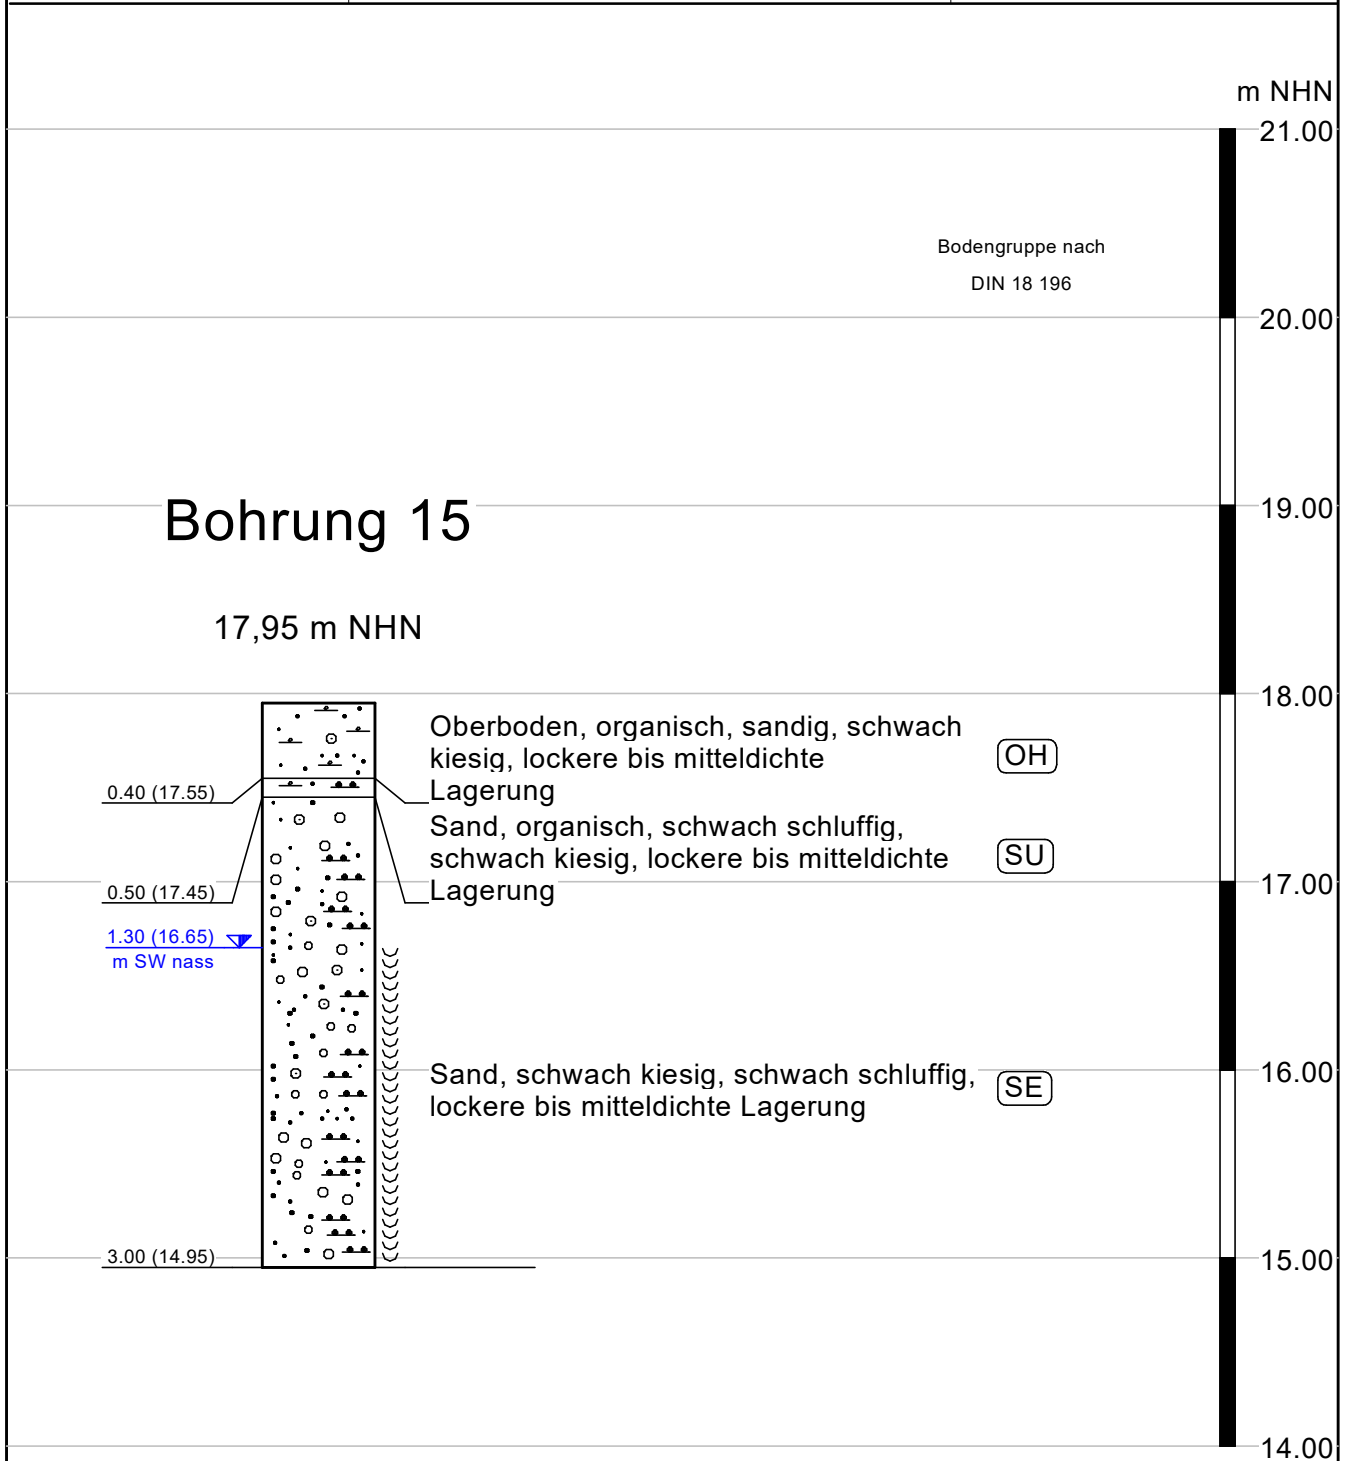 m NHN
21.00
Bodengruppe nach
DIN 18 196
20.00
19.00
Bohrung 15
17,95 m NHN
18.00
Oberboden, organisch, sandig, schwach
kiesig, lockere bis mitteldichte
Lagerung
OH
0.40 (17.55)
Sand, organisch, schwach schluffig,
schwach kiesig, lockere bis mitteldichte
Lagerung
SU
0.50 (17.45)
17.00
1.30 (16.65)
m SW nass
16.00
Sand, schwach kiesig, schwach schluffig,
lockere bis mitteldichte Lagerung
SE
3.00 (14.95)
15.00
14.00